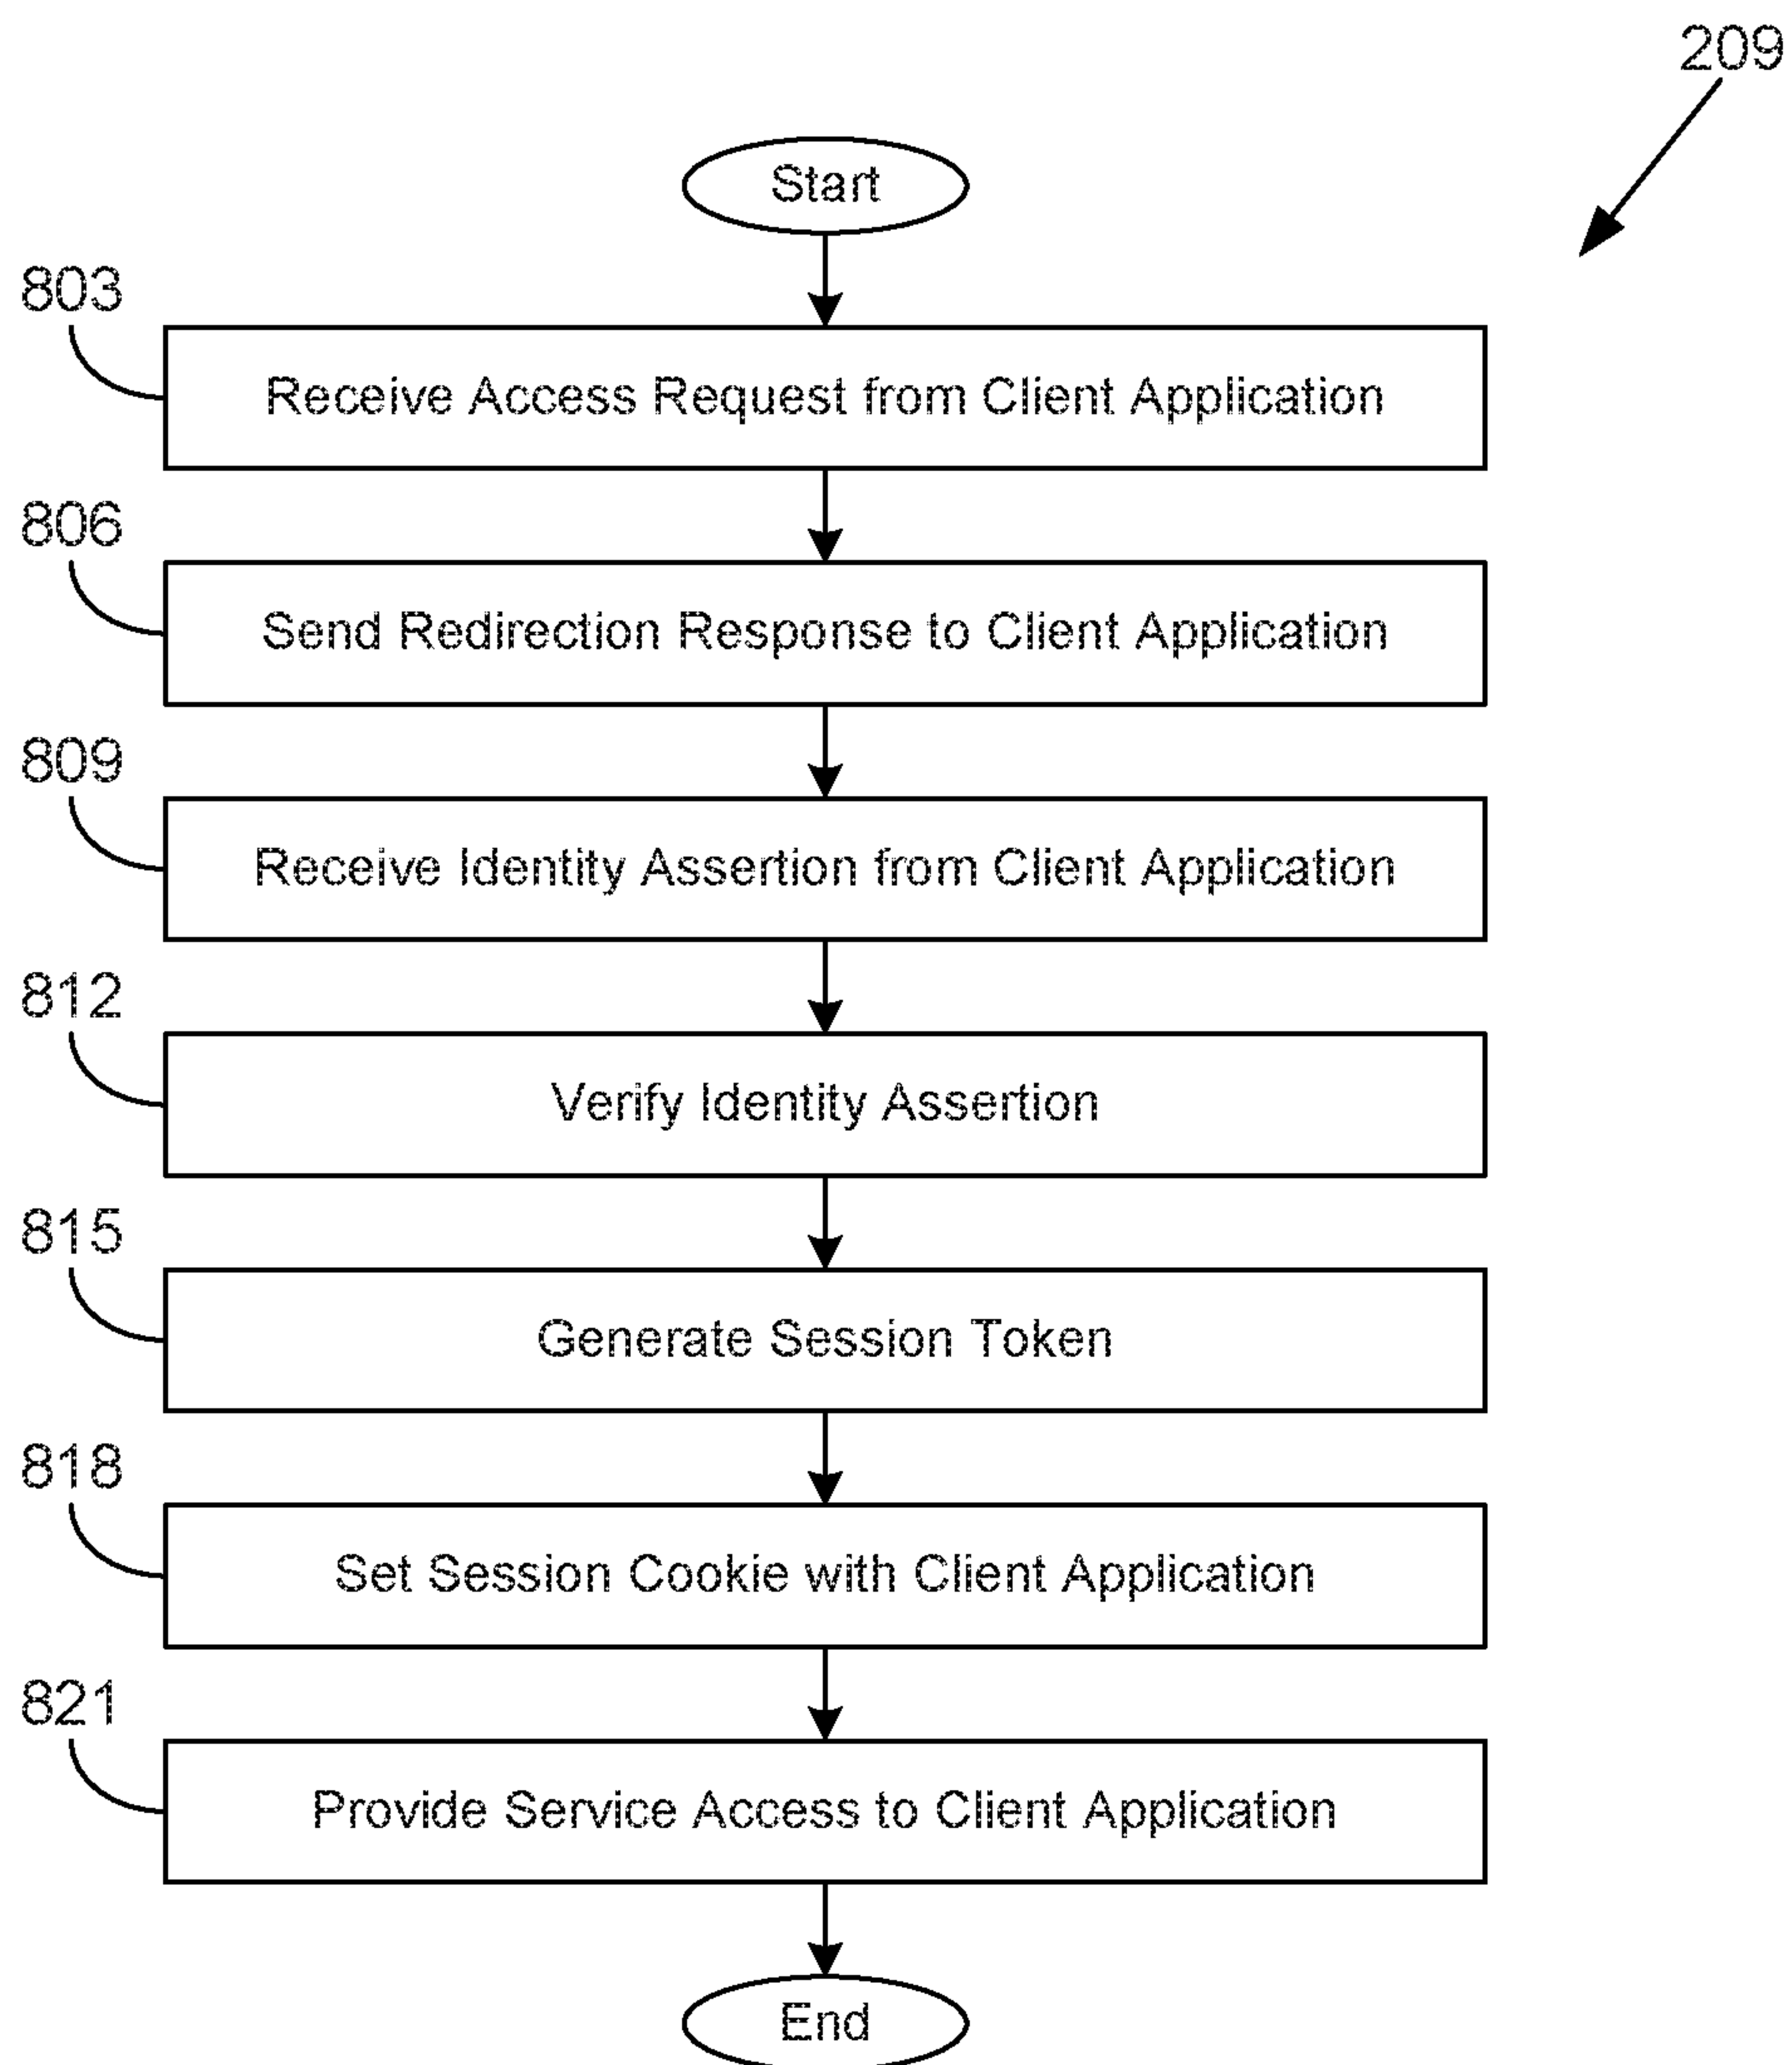 209
Start
803
Receive Access Request from Client Application
806
Send Redirection Response to Client Application
809
Receive Identity Assertion from Client Application
812
Verify Identity Assertion
815
Generate Session Token
818
Set Session Cookie with Client Application
821
Provide Service Access to Client Application
End